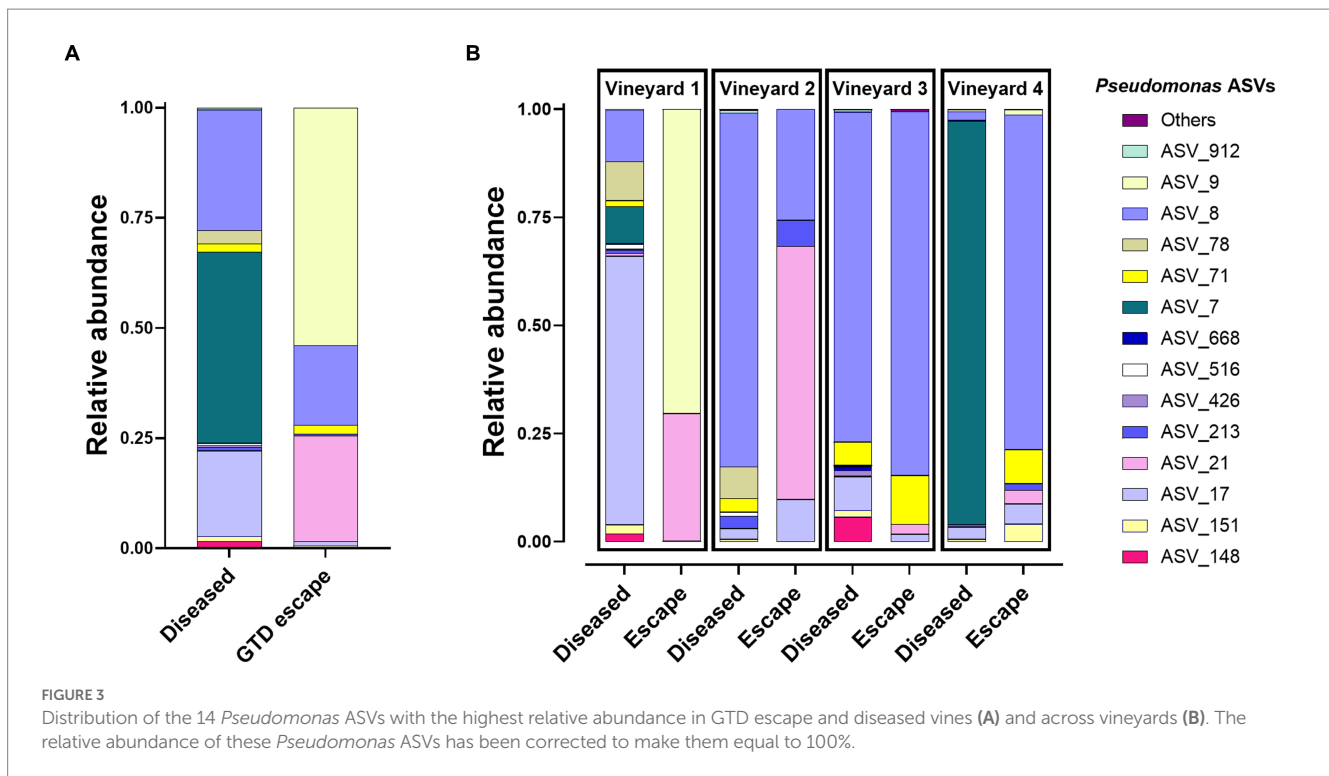 A
Relative abundance
1.00
0.75
0.50
0.25
0.00
Diseased
GTD escape
B
Relative abundance
1.00
0.75
0.50
0.25
0.00
Vineyard 1
Vineyard 2
Vineyard 3
Vineyard 4
Diseased
Escape
Diseased
Escape
Diseased
Escape
Diseased
Escape
Pseudomonas ASVs
Others
ASV_912
ASV_9
ASV_8
ASV_78
ASV_71
ASV_7
ASV_668
ASV_516
ASV_426
ASV_213
ASV_21
ASV_17
ASV_151
ASV_148
FIGURE 3
Distribution of the 14 Pseudomonas ASVs with the highest relative abundance in GTD escape and diseased vines (A) and across vineyards (B). The
relative abundance of these Pseudomonas ASVs has been corrected to make them equal to 100%.